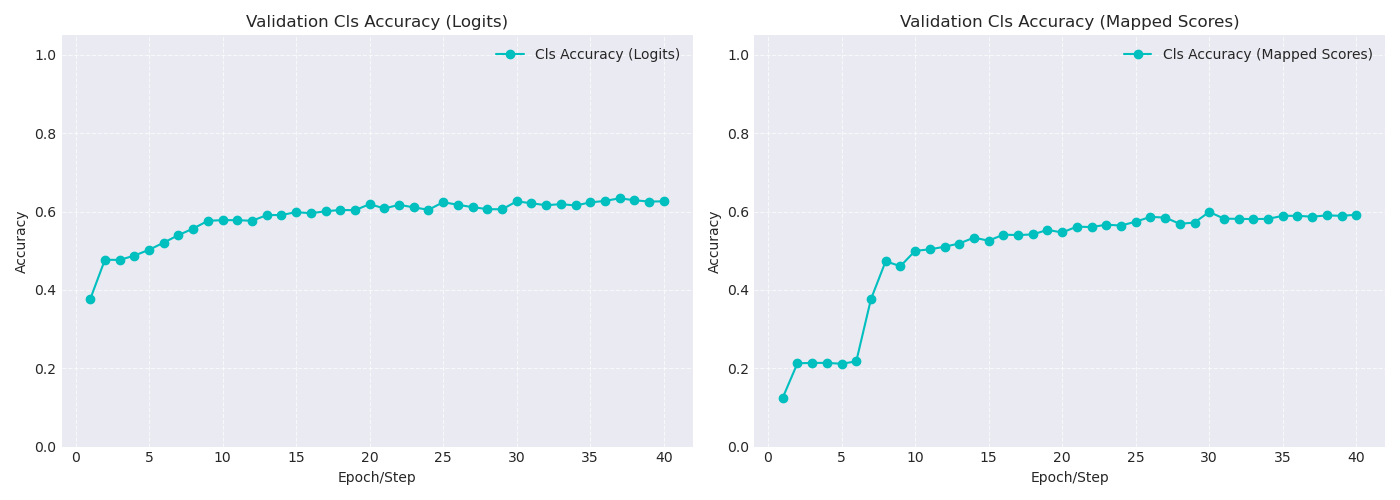 Validation Cls Accuracy (Logits)
Cls Accuracy (Logits)
1.0
0.8
0.6
0.4
0.2
0.0
Accuracy
0 5 10 15 20 25 30 35 40
Epoch/Step
Validation Cls Accuracy (Mapped Scores)
Cls Accuracy (Mapped Scores)
1.0
0.8
0.6
0.4
0.2
0.0
Accuracy
0 5 10 15 20 25 30 35 40
Epoch/Step